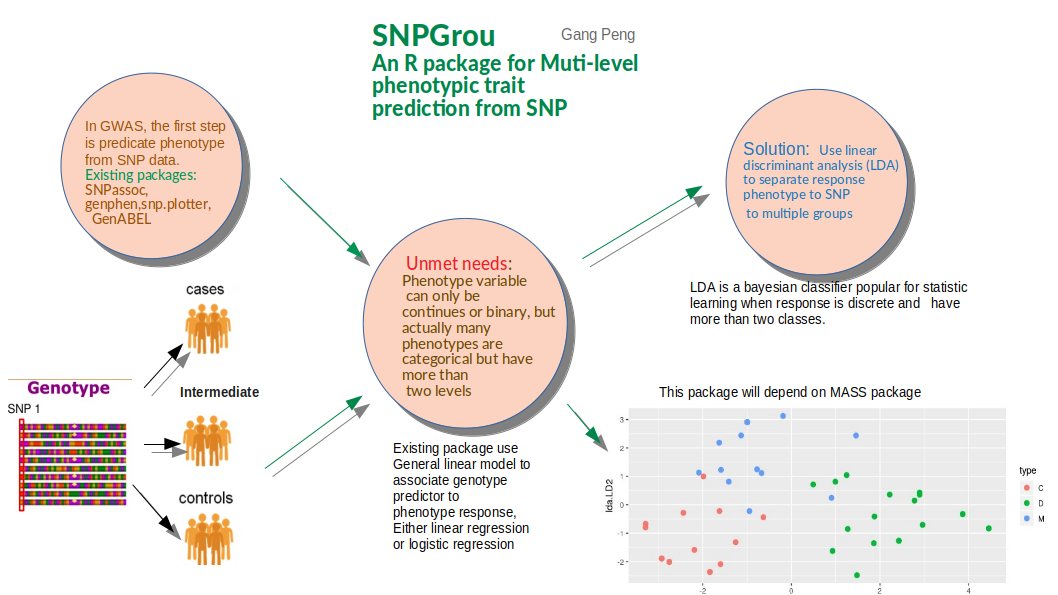 SNPGrou
Gang Peng
An R package for Muti-level
phenotypic trait
prediction from SNP
In GWAS, the first step
is predicate phenotype
from SNP data.
Existing packages:
SNPassoc,
genphen,snp.plotter,
GenABEL
Unmet needs:
Phenotype variable
can only be
continues or binary, but
actually many
phenotypes are
categorical but have
more than
two levels
Solution: Use linear
discriminant analysis (LDA)
to separate response
phenotype to SNP
to multiple groups
LDA is a bayesian classifier popular for statistic
learning when response is discrete and have
more than two classes.
cases
Genotype
SNP 1
Intermediate
controls
Existing package use
General linear model to
associate genotype
predictor to
phenotype response,
Either linear regression
or logistic regression
This package will depend on MASS package
3
2
1
0
-1
-2
lda.LD2
-2
0
2
4
type
C
D
M